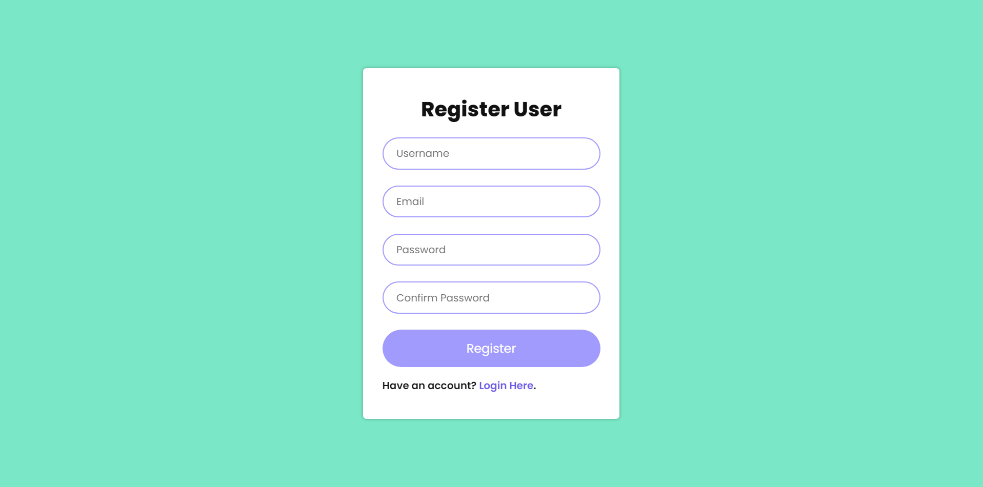 Register User
Username
Email
Password
Confirm Password
Register
Have an account? Login Here.